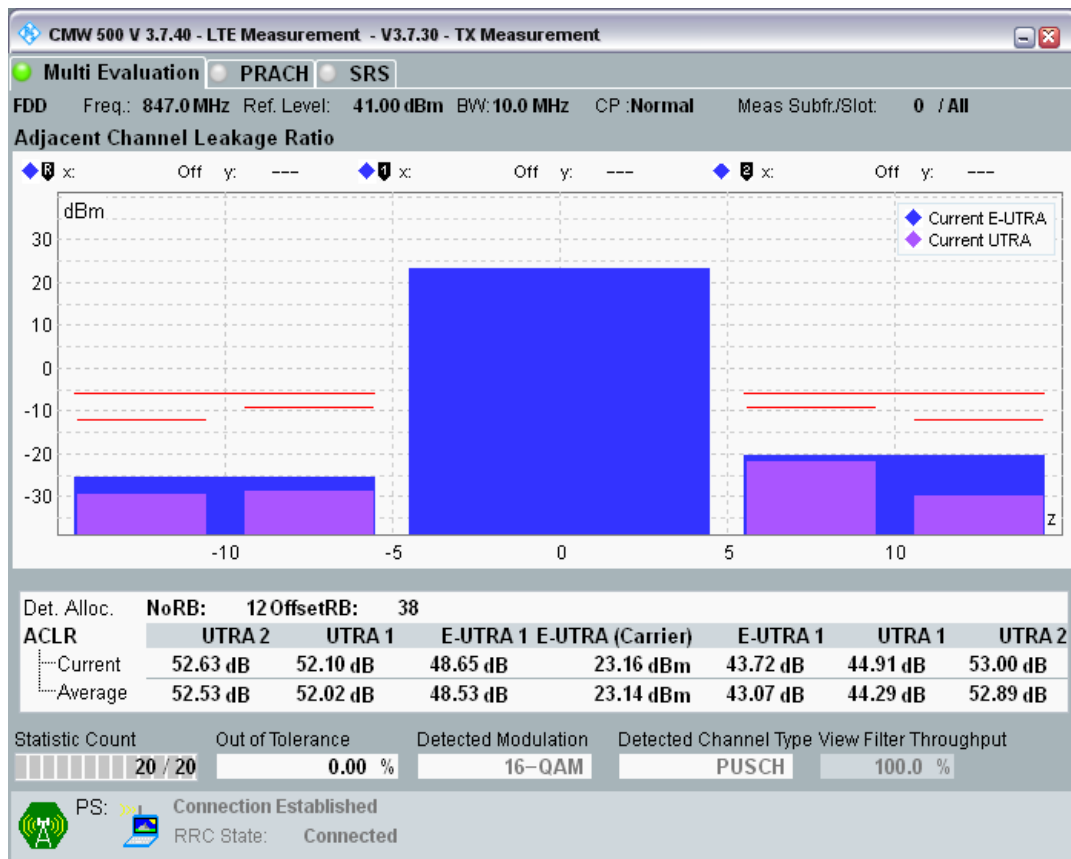 CMW 500 V 3.7.40 - LTE Measurement - V3.7.30 - TX Measurement
Multi Evaluation PRACH SRS
FDD Freq.: 847.0 MHz Ref. Level: 41.00 dBm BW: 10.0 MHz CP :Normal Meas Subfr./Slot: 0 / All
Adjacent Channel Leakage Ratio
R x: Off y: --- 1 x: Off y: --- 2 x: Off y: ---
dBm
Current E-UTRA
Current UTRA
30
20
10
0
-10
-20
-30
z
-10 -5 0 5 10
Det. Alloc. NoRB: 12 OffsetRB: 38
ACLR UTRA 2 UTRA 1 E-UTRA 1 E-UTRA (Carrier) E-UTRA 1 UTRA 1 UTRA 2
Current 52.63 dB 52.10 dB 48.65 dB 23.16 dBm 43.72 dB 44.91 dB 53.00 dB
Average 52.53 dB 52.02 dB 48.53 dB 23.14 dBm 43.07 dB 44.29 dB 52.89 dB
Statistic Count Out of Tolerance Detected Modulation Detected Channel Type View Filter Throughput
20 / 20 0.00 % 16-QAM PUSCH 100.0 %
PS: Connection Established
RRC State: Connected